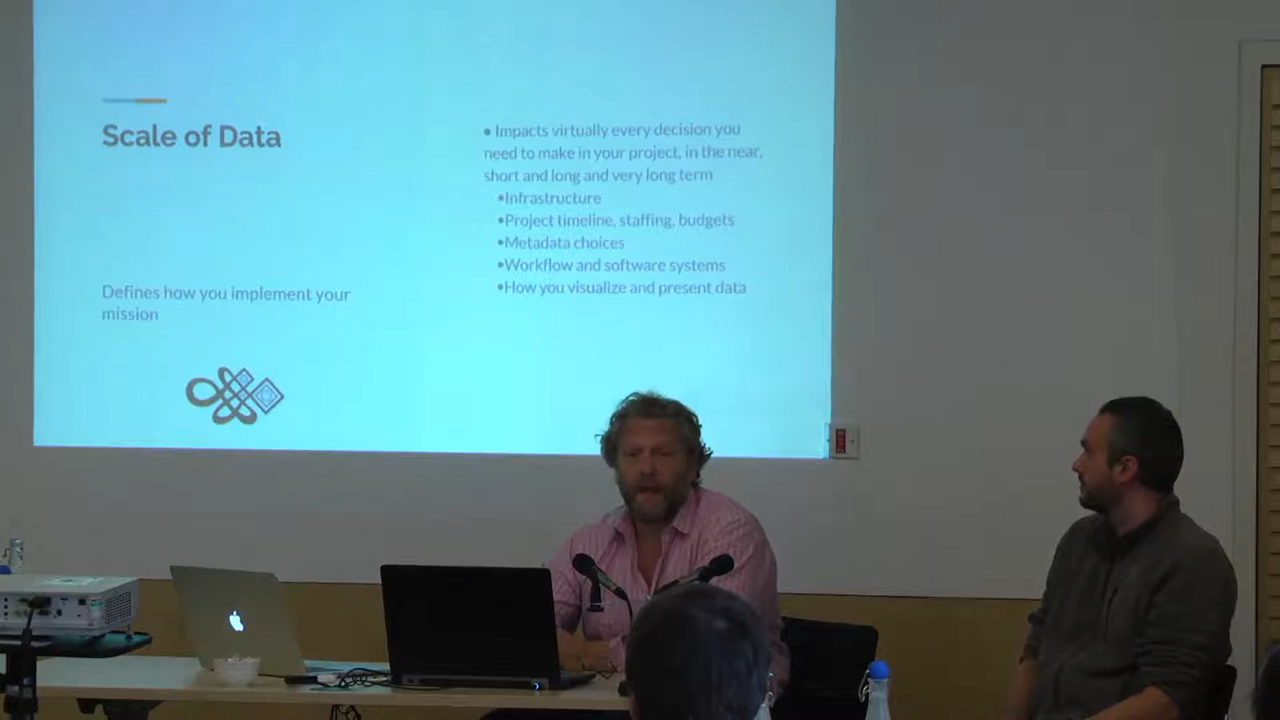 Scale of Data
Defines how you implement your
mission
• Impacts virtually every decision you
need to make in your project, in the near,
short and long and very long term
•Infrastructure
•Project timeline, staffing, budgets
•Metadata choices
•Workflow and software systems
•How you visualize and present data